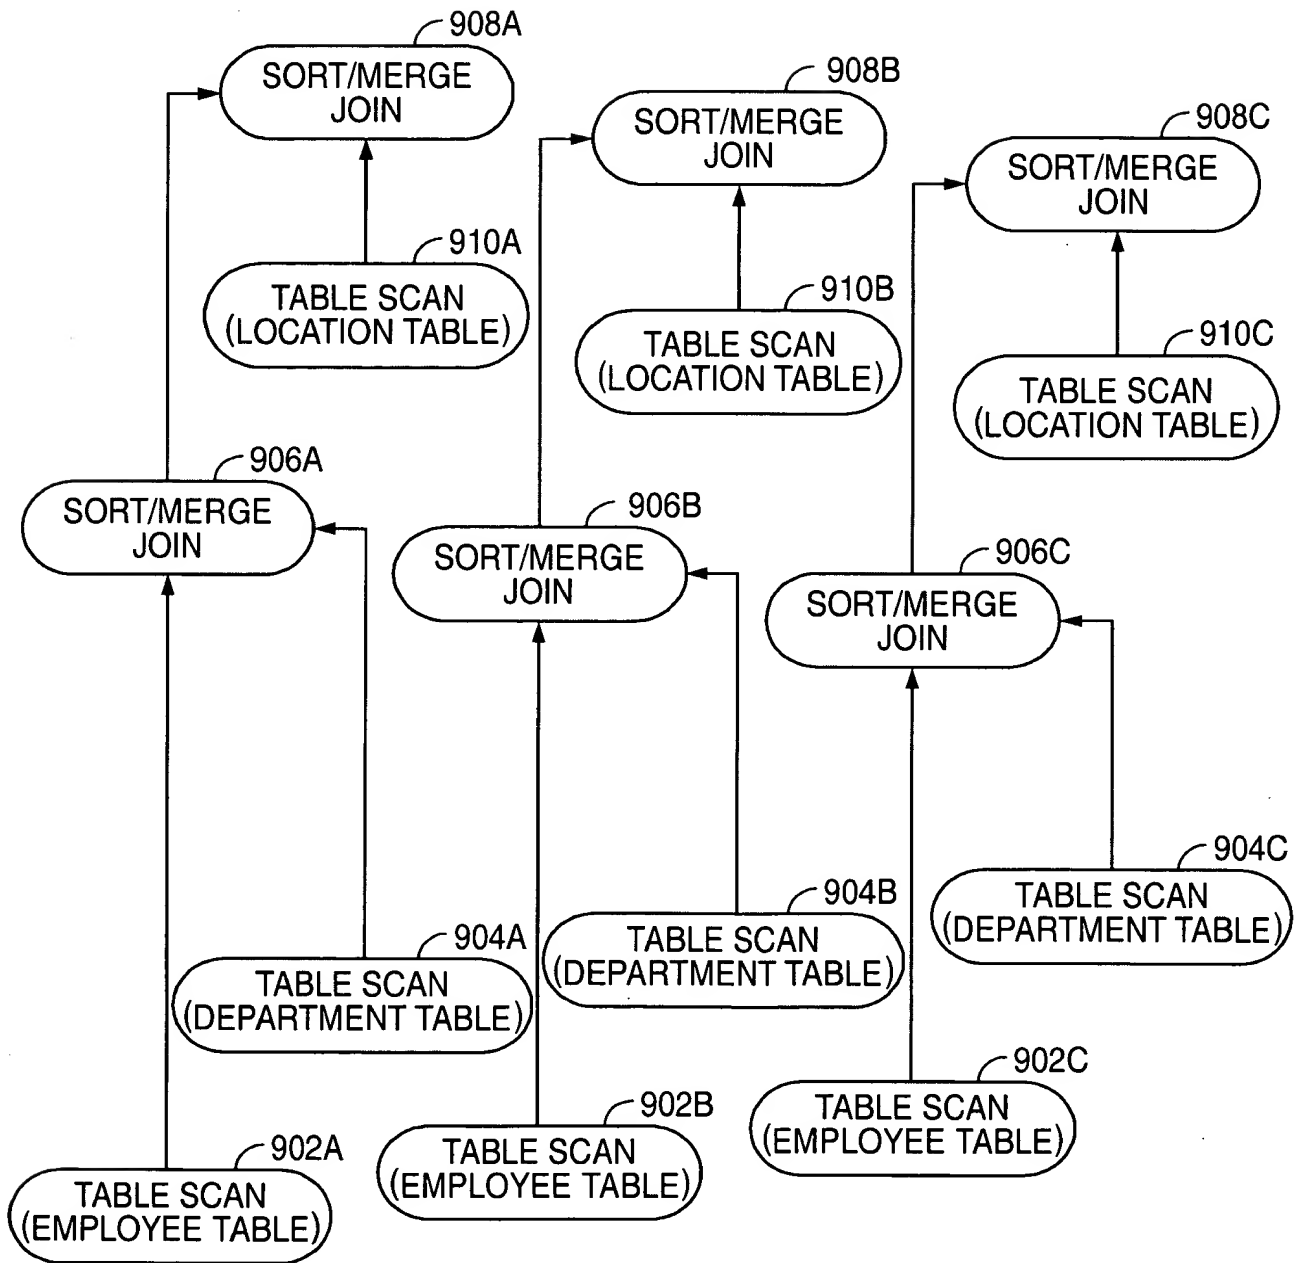 908A
SORT/MERGE
JOIN
908B
SORT/MERGE
JOIN
908C
SORT/MERGE
JOIN
910A
TABLE SCAN
(LOCATION TABLE)
910B
TABLE SCAN
(LOCATION TABLE)
910C
TABLE SCAN
(LOCATION TABLE)
906A
SORT/MERGE
JOIN
906B
SORT/MERGE
JOIN
906C
SORT/MERGE
JOIN
904A
TABLE SCAN
(DEPARTMENT TABLE)
904B
TABLE SCAN
(DEPARTMENT TABLE)
904C
TABLE SCAN
(DEPARTMENT TABLE)
902A
TABLE SCAN
(EMPLOYEE TABLE)
902B
TABLE SCAN
(EMPLOYEE TABLE)
902C
TABLE SCAN
(EMPLOYEE TABLE)